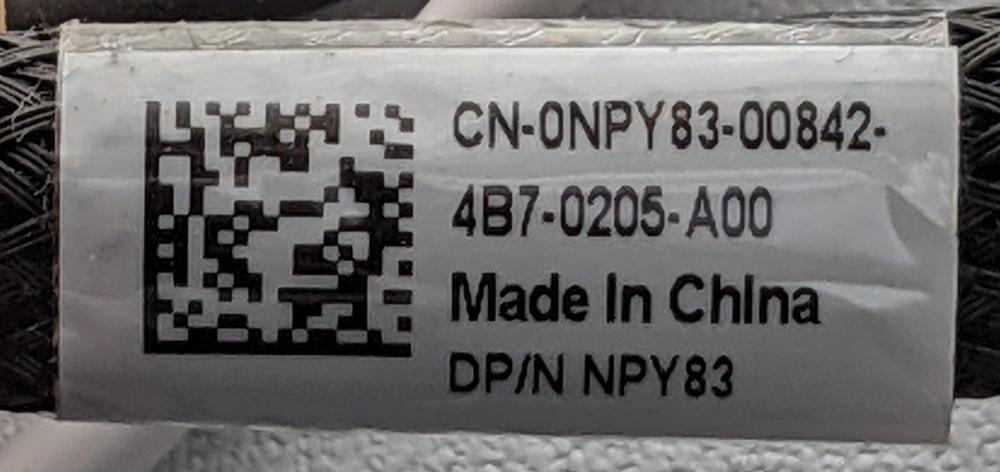 CN-0NPY83-00842-
4B7-0205-A00
Made In China
DP/N NPY83